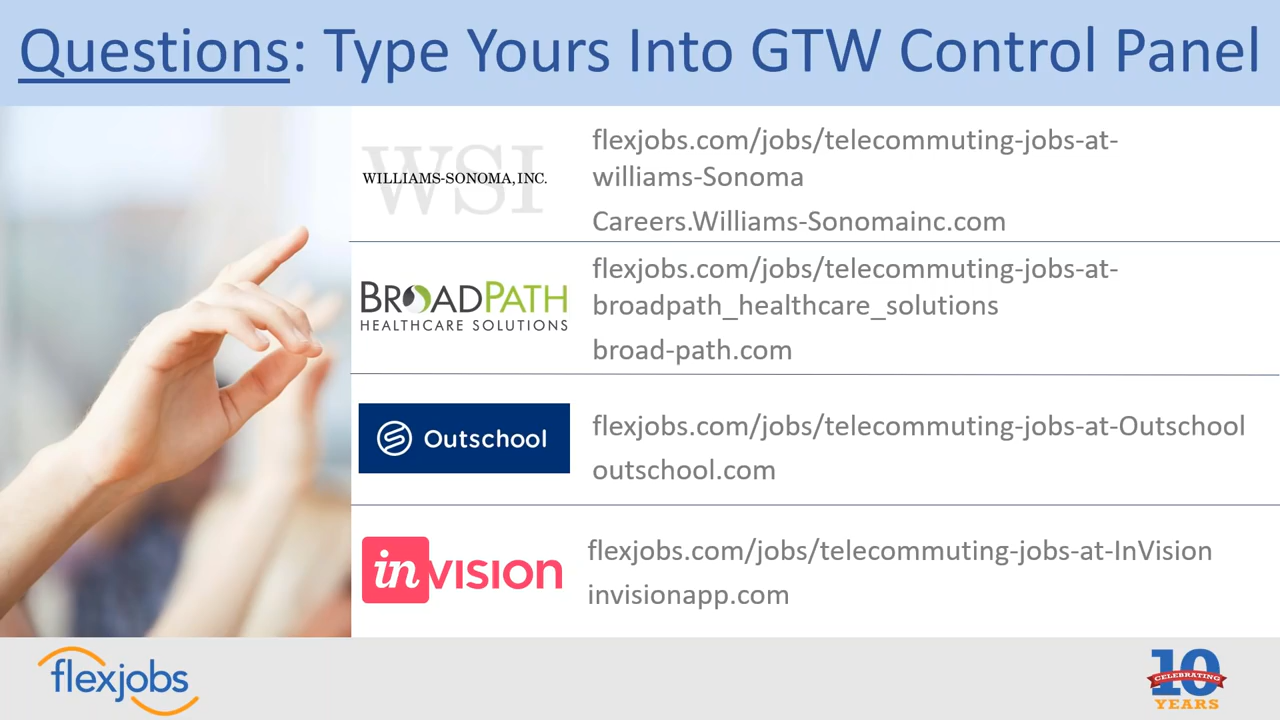 Questions: Type Yours Into GTW Control Panel
WSI
WILLIAMS-SONOMA, INC.
flexjobs.com/jobs/telecommuting-jobs-at-
williams-Sonoma
Careers.Williams-Sonomainc.com
BROADPATH
HEALTHCARE SOLUTIONS
flexjobs.com/jobs/telecommuting-jobs-at-
broadpath_healthcare_solutions
broad-path.com
Outschool
flexjobs.com/jobs/telecommuting-jobs-at-Outschool
outschool.com
inVISION
flexjobs.com/jobs/telecommuting-jobs-at-InVision
invisionapp.com
flexjobs
10
CELEBRATING
YEARS